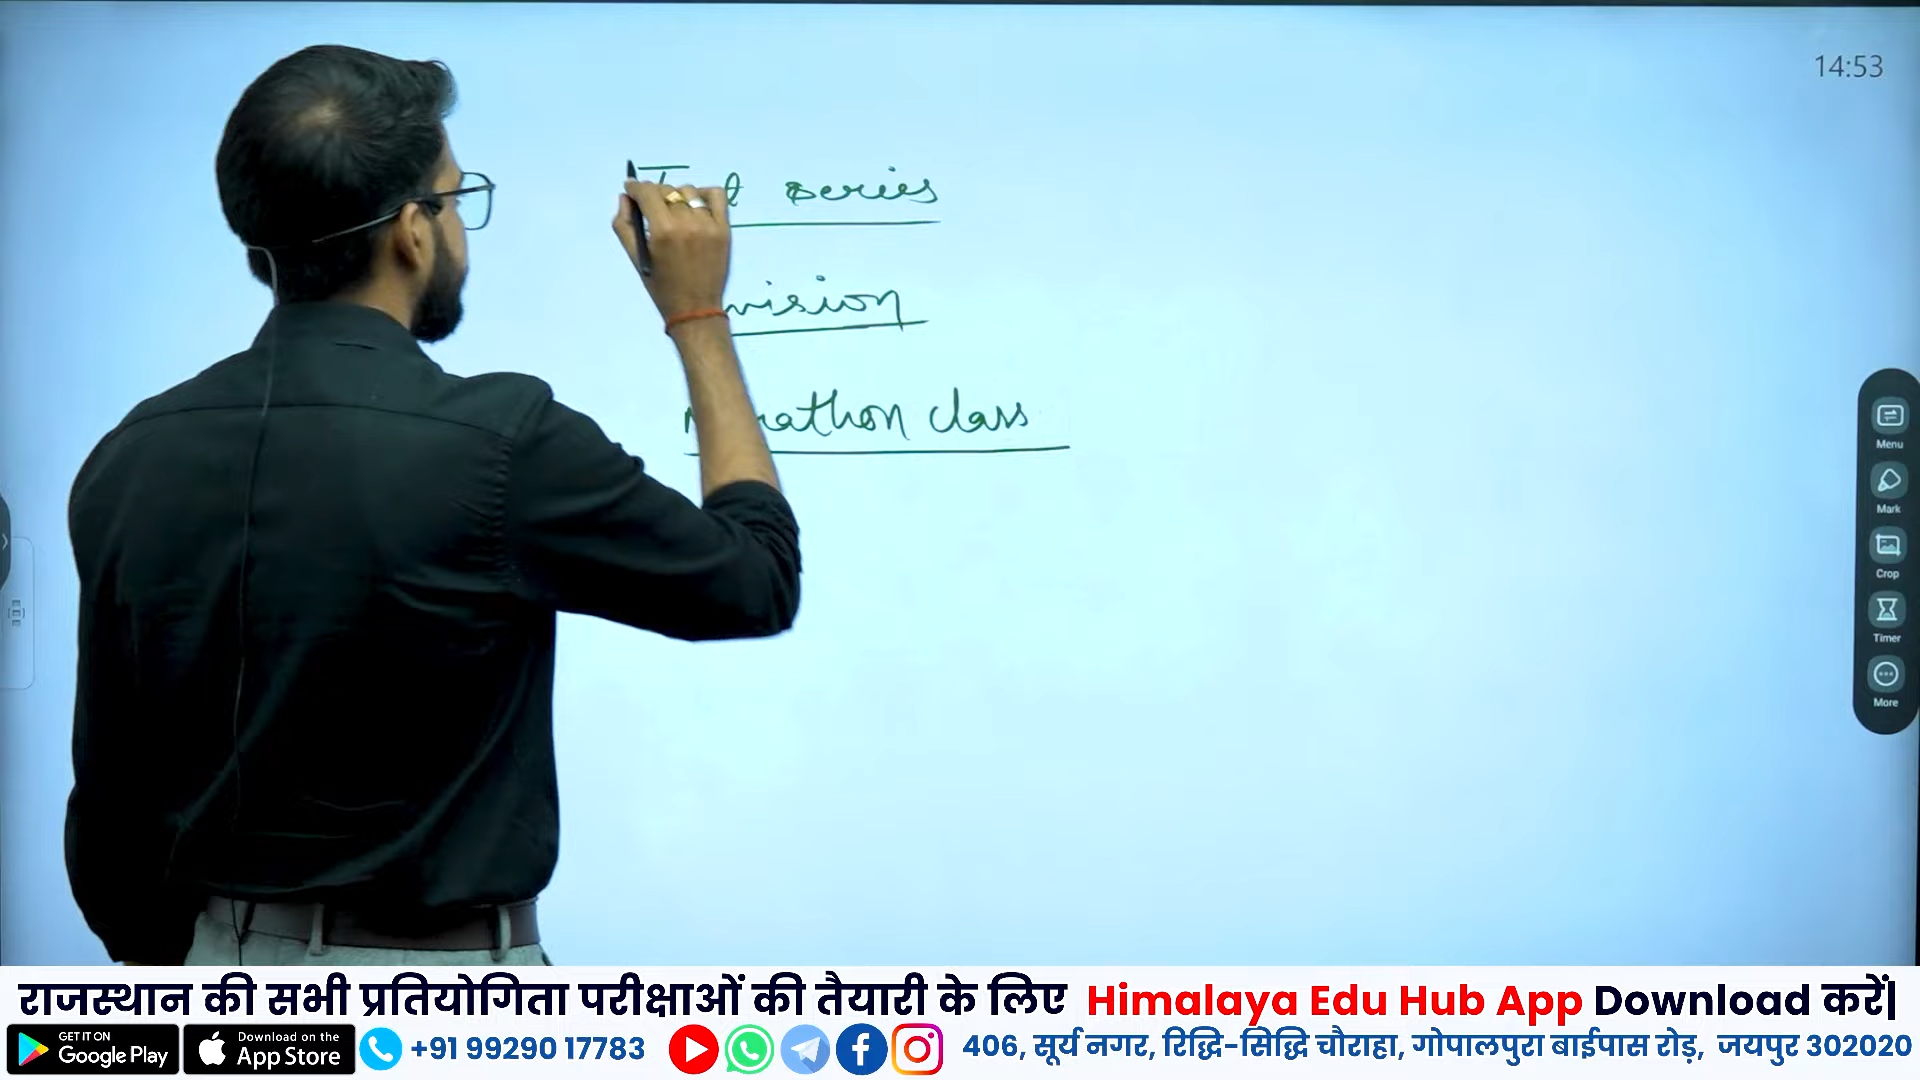 14:53
series
Marathon class
Menu
Mark
Crop
Timer
More
राजस्थान की सभी प्रतियोगिता परीक्षाओं की तैयारी के लिए Himalaya Edu Hub App Download करें|
GET IT ON Google Play Download on the App Store +91 99290 17783 406, सूर्य नगर, रिद्धि-सिद्धि चौराहा, गोपालपुरा बाईपास रोड़, जयपुर 302020